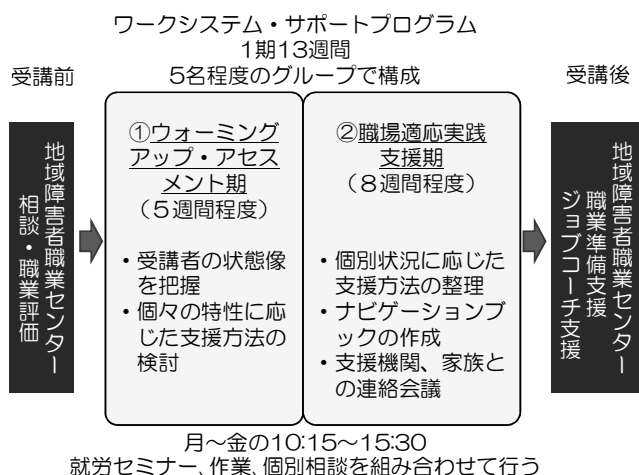 ワークシステム・サポートプログラム
1期13週間
5名程度のグループで構成
受講前
地域障害者職業センター
相談・職業評価
①ウォーミング
アップ・アセス
メント期
(5週間程度)
・受講者の状態像
を把握
・個々の特性に応
じた支援方法の
検討
②職場適応実践
支援期
(8週間程度)
・個別状況に応じた
支援方法の整理
・ナビゲーションブ
ックの作成
・支援機関、家族と
の連絡会議
受講後
地域障害者職業センター
職業準備支援
ジョブコーチ支援
月~金の10:15~15:30
就労セミナー、作業、個別相談を組み合わせて行う